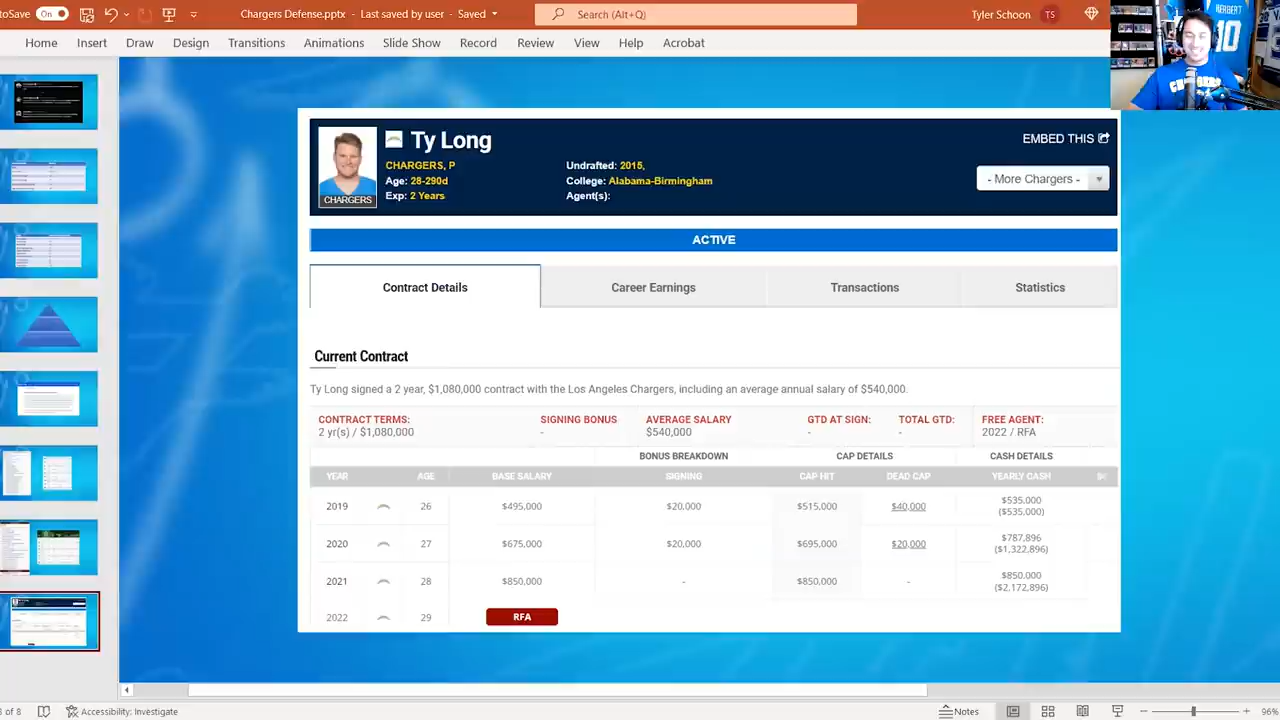 toSave On Chargers Defense.pptx - Last saved by user - Saved Search (Alt+Q) Tyler Schoon TS
Home Insert Draw Design Transitions Animations Slide Show Record Review View Help Acrobat
HERBERT
10
Ty Long
CHARGERS, P
Age: 28-290d
Exp: 2 Years
CHARGERS
Undrafted: 2015,
College: Alabama-Birmingham
Agent(s):
EMBED THIS
- More Chargers -
ACTIVE
Contract Details Career Earnings Transactions Statistics
Current Contract
Ty Long signed a 2 year, $1,080,000 contract with the Los Angeles Chargers, including an average annual salary of $540,000.
CONTRACT TERMS: SIGNING BONUS AVERAGE SALARY GTD AT SIGN: TOTAL GTD: FREE AGENT:
2 yr(s) / $1,080,000 - $540,000 - - 2022 / RFA
BONUS BREAKDOWN CAP DETAILS CASH DETAILS
YEAR AGE BASE SALARY SIGNING CAP HIT DEAD CAP YEARLY CASH
2019 26 $495,000 $20,000 $515,000 $40,000 $535,000
($535,000)
2020 27 $675,000 $20,000 $695,000 $20,000 $787,896
($1,322,896)
2021 28 $850,000 - $850,000 - $850,000
($2,172,896)
2022 29 RFA
8 of 8 Accessibility: Investigate Notes 96%